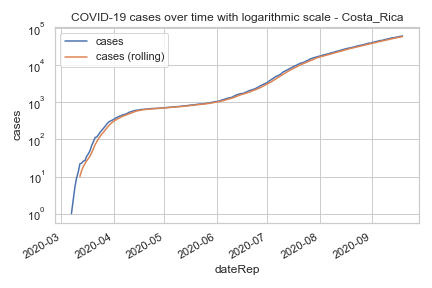 COVID-19 cases over time with logarithmic scale - Costa_Rica
cases
cases (rolling)
10^5
10^4
10^3
10^2
10^1
10^0
cases
2020-03
2020-04
2020-05
2020-06
2020-07
2020-08
2020-09
dateRep